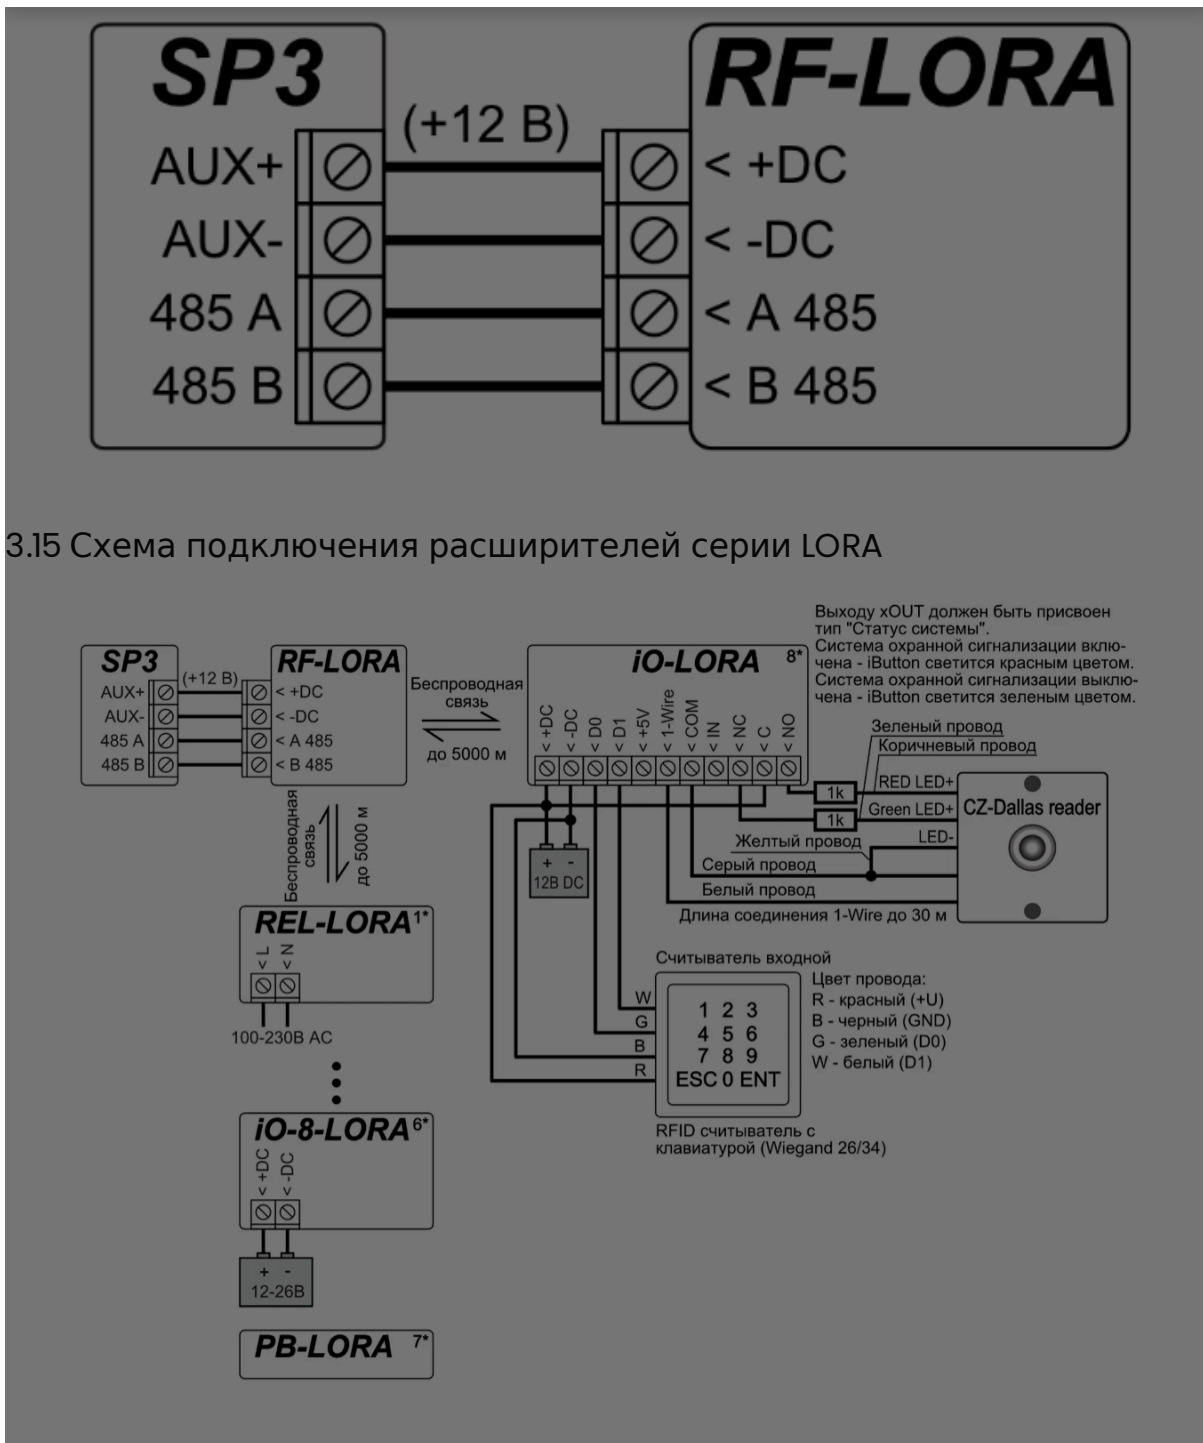 SP3
RF-LORA
(+12 В)
AUX+
< +DC
AUX-
< -DC
485 A
< A 485
485 B
< B 485
3.15 Схема подключения расширителей серии LORA
Выходу xOUT должен быть присвоен
тип "Статус системы".
Система охранной сигнализации вклю-
чена - iButton светится красным цветом.
Система охранной сигнализации выклю-
чена - iButton светится зеленым цветом.
SP3
RF-LORA
(+12 В)
AUX+
< +DC
AUX-
< -DC
485 A
< A 485
485 B
< B 485
Беспроводная
связь
до 5000 м
iO-LORA 8*
< +DC
< -DC
< D0
< D1
< +5V
< 1-Wire
< COM
< IN
< NC
< C
< NO
Зеленый провод
Коричневый провод
1k
RED LED+
1k
Green LED+
LED-
CZ-Dallas reader
Желтый провод
Серый провод
Белый провод
Длина соединения 1-Wire до 30 м
+ -
12В DC
Беспроводная
связь
до 5000 м
REL-LORA 1*
< L
< N
100-230В AC
Считыватель входной
W
G
B
R
1 2 3
4 5 6
7 8 9
ESC 0 ENT
Цвет провода:
R - красный (+U)
B - черный (GND)
G - зеленый (D0)
W - белый (D1)
RFID считыватель с
клавиатурой (Wiegand 26/34)
iO-8-LORA 6*
< +DC
< -DC
+ -
12-26В
PB-LORA 7*